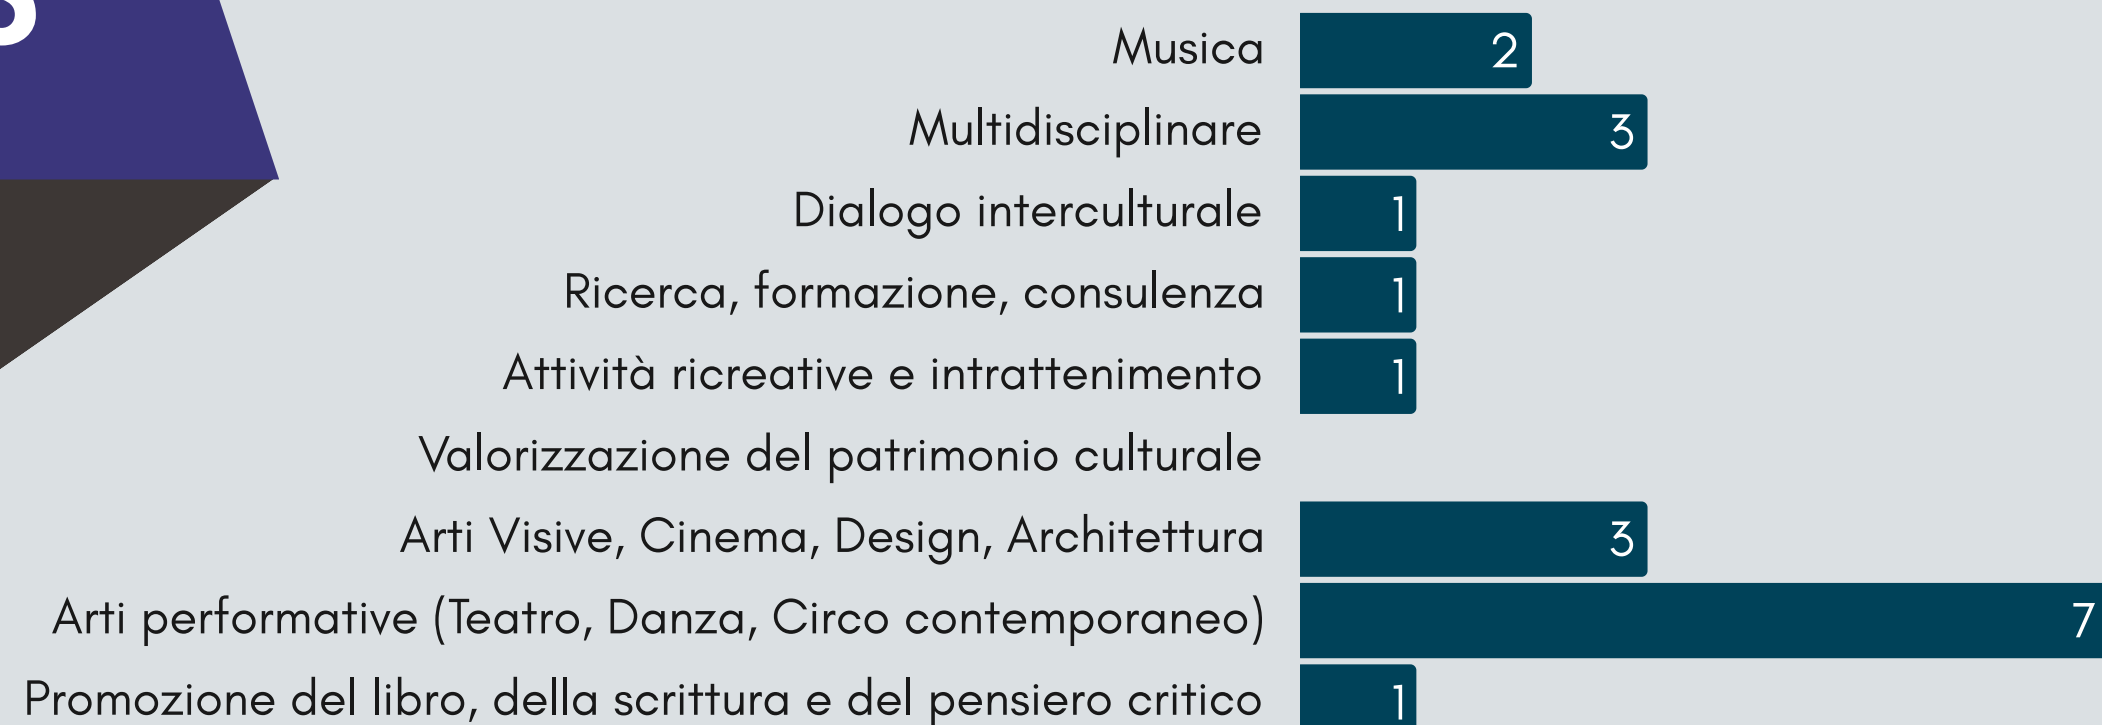 Musica 2
Multidisciplinare 3
Dialogo interculturale 1
Ricerca, formazione, consulenza 1
Attività ricreative e intrattenimento 1
Valorizzazione del patrimonio culturale
Arti Visive, Cinema, Design, Architettura 3
Arti performative (Teatro, Danza, Circo contemporaneo) 7
Promozione del libro, della scrittura e del pensiero critico 1